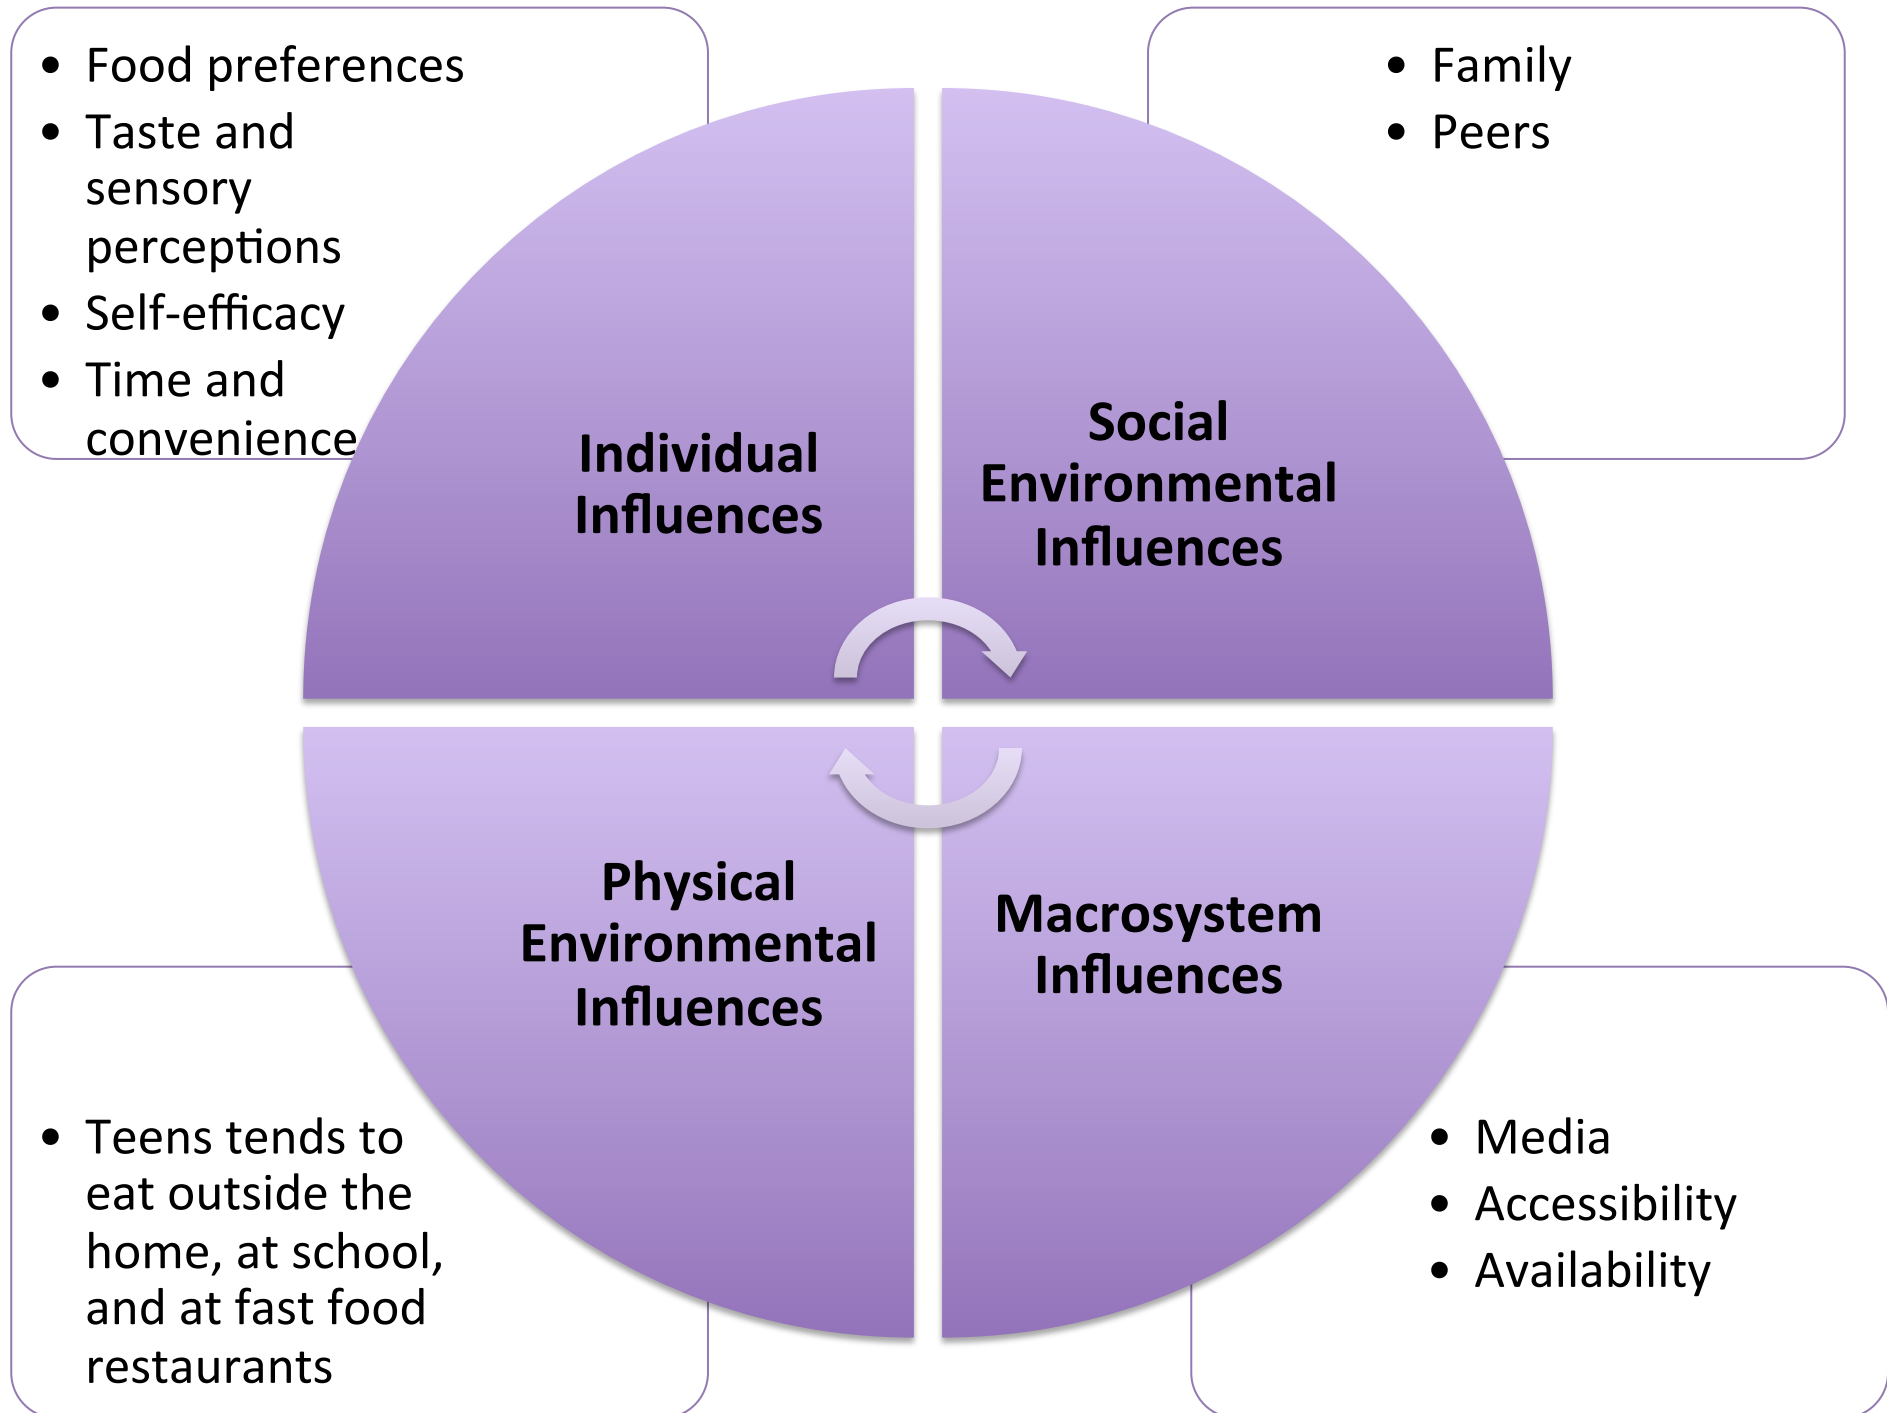 • Food preferences
• Taste and
sensory
perceptions
• Self-efficacy
• Time and
convenience
• Family
• Peers
Individual
Influences
Social
Environmental
Influences
Physical
Environmental
Influences
Macrosystem
Influences
• Teens tends to
eat outside the
home, at school,
and at fast food
restaurants
• Media
• Accessibility
• Availability